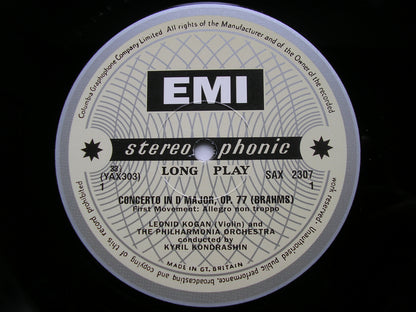 Columbia Graphophone Company Limited. All rights of the Manufacturer and of the Owner of the recorded work reserved. Unauthorised public performance, broadcasting and copying of this record prohibited
EMI
stereophonic
33⅓
(YAX303)
1
LONG PLAY
SAX 2307
1
CONCERTO IN D MAJOR, OP. 77 (BRAHMS)
First Movement: Allegro non troppo
LEONID KOGAN (Violin) and
THE PHILHARMONIA ORCHESTRA
conducted by
KYRIL KONDRASHIN
MADE IN GT. BRITAIN